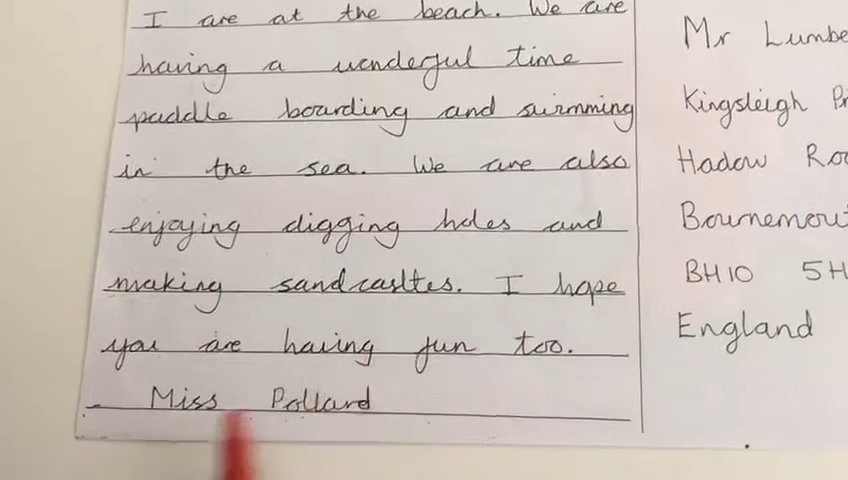 I are at the beach. We are
having a wonderful time
paddle boarding and swimming
in the sea. We are also
enjoying digging holes and
making sandcasltes. I hope
you are having fun too.
- Miss Pollard
Mr
Kingsleigh
Hadow
BH10
England